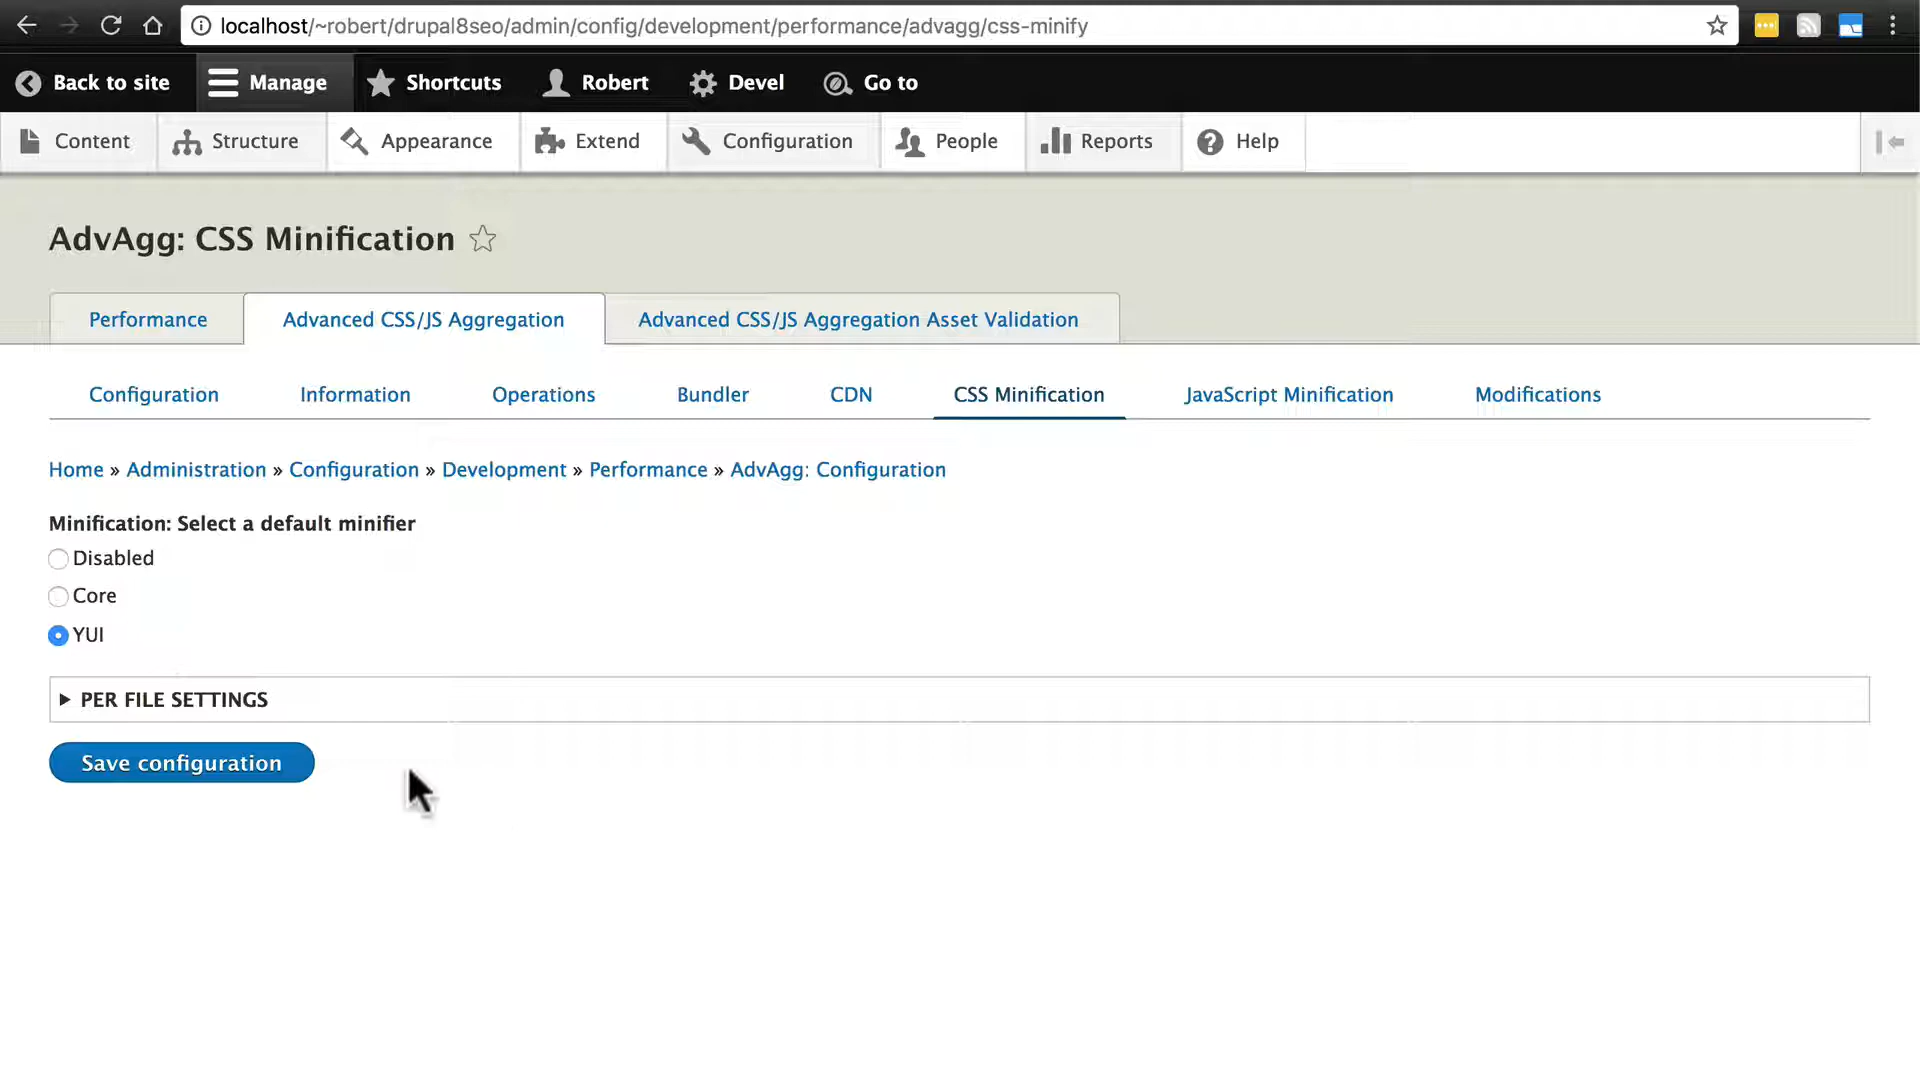 localhost/~robert/drupal8seo/admin/config/development/performance/advagg/css-minify
Back to site Manage Shortcuts Robert Devel Go to
Content Structure Appearance Extend Configuration People Reports Help
AdvAgg: CSS Minification
Performance Advanced CSS/JS Aggregation Advanced CSS/JS Aggregation Asset Validation
Configuration Information Operations Bundler CDN CSS Minification JavaScript Minification Modifications
Home » Administration » Configuration » Development » Performance » AdvAgg: Configuration
Minification: Select a default minifier
Disabled
Core
YUI
PER FILE SETTINGS
Save configuration